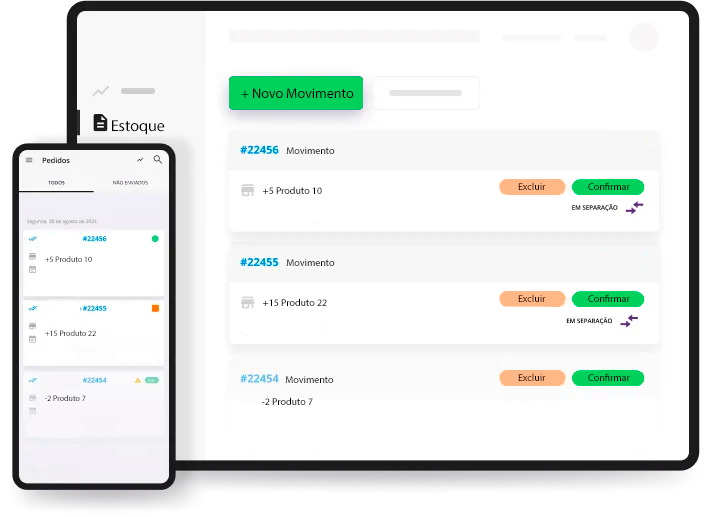 + Novo Movimento
Estoque
#22456 Movimento
+5 Produto 10
Excluir
Confirmar
EM SEPARAÇÃO
#22455 Movimento
+15 Produto 22
Excluir
Confirmar
EM SEPARAÇÃO
#22454 Movimento
-2 Produto 7
Excluir
Confirmar
Pedidos
TODOS
NÃO ENVIADOS
Segunda, 30 de agosto de 2023
#22456
+5 Produto 10
#22455
+15 Produto 22
#22454
-2 Produto 7